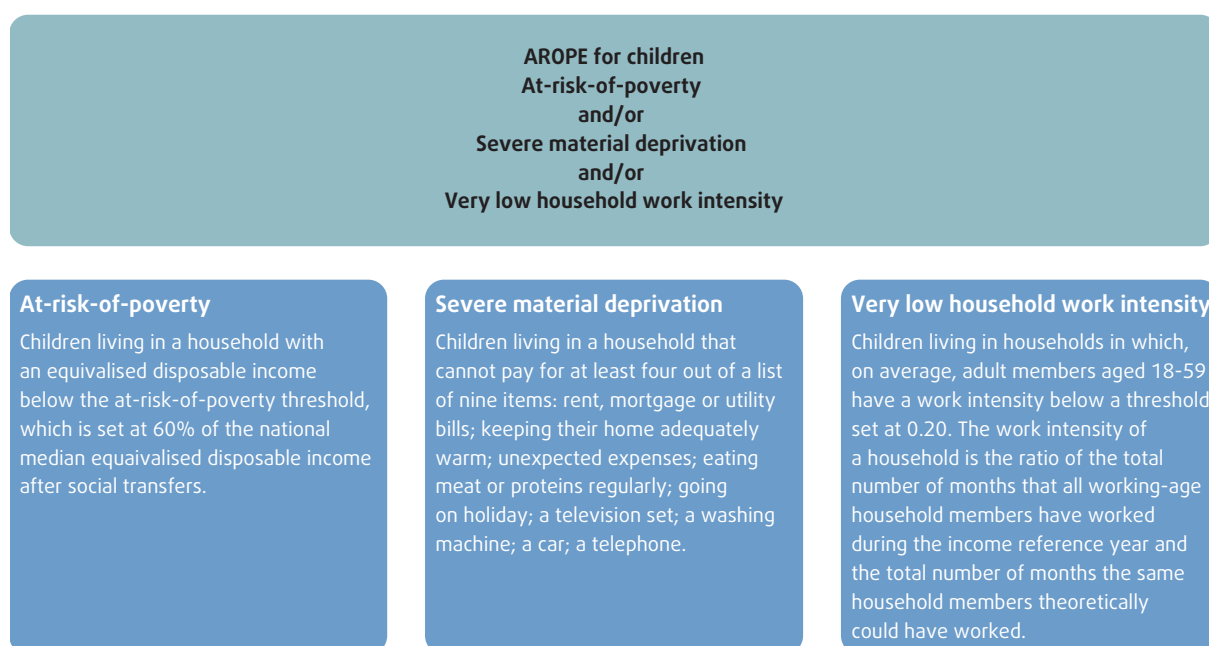 AROPE for children
At-risk-of-poverty
and/or
Severe material deprivation
and/or
Very low household work intensity
At-risk-of-poverty
Children living in a household with
an equivalised disposable income
below the at-risk-of-poverty threshold,
which is set at 60% of the national
median equaivalised disposable income
after social transfers.
Severe material deprivation
Children living in a household that
cannot pay for at least four out of a list
of nine items: rent, mortgage or utility
bills; keeping their home adequately
warm; unexpected expenses; eating
meat or proteins regularly; going
on holiday; a television set; a washing
machine; a car; a telephone.
Very low household work intensity
Children living in households in which,
on average, adult members aged 18-59
have a work intensity below a threshold
set at 0.20. The work intensity of
a household is the ratio of the total
number of months that all working-age
household members have worked
during the income reference year and
the total number of months the same
household members theoretically
could have worked.